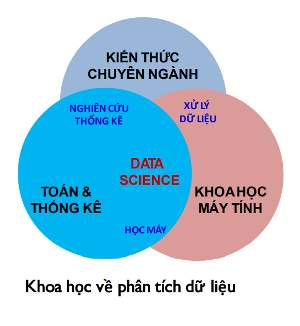 KIẾN THỨC
CHUYÊN NGÀNH
NGHIÊN CỨU
THỐNG KÊ
XỬ LÝ
DỮ LIỆU
DATA
SCIENCE
TOÁN &
THỐNG KÊ
KHOA HỌC
MÁY TÍNH
HỌC MÁY
Khoa học về phân tích dữ liệu